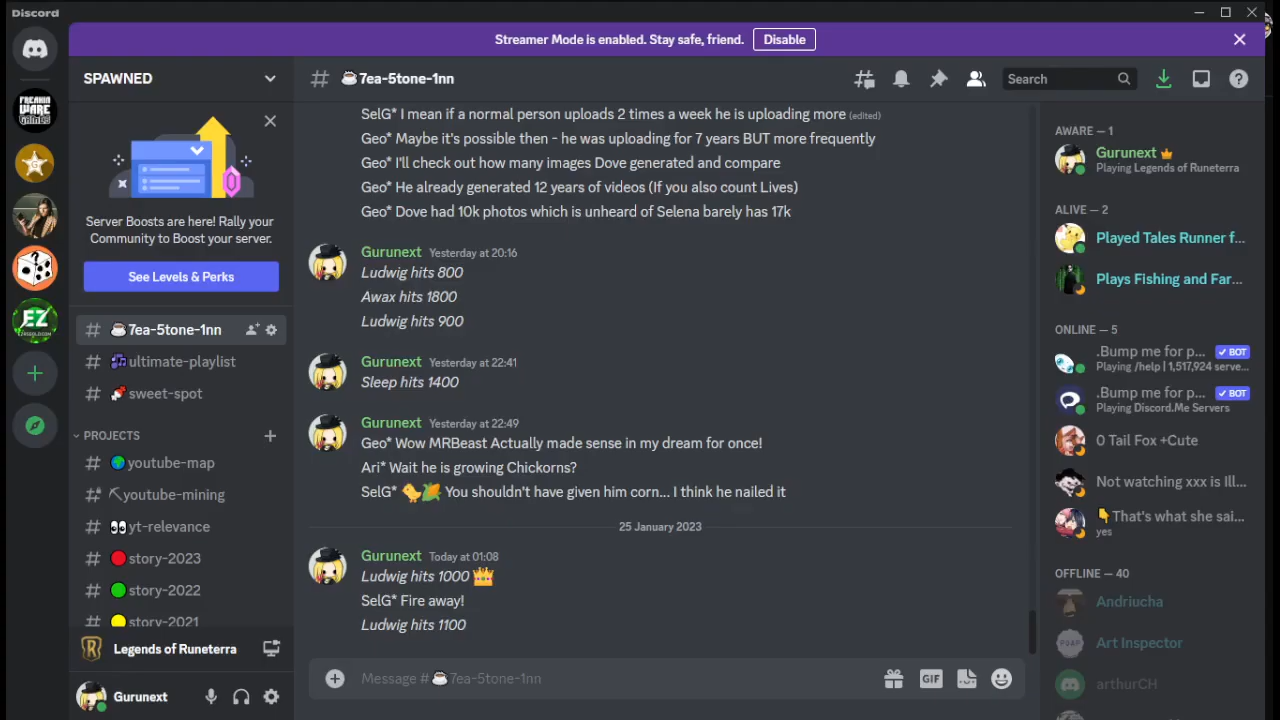 Discord
Streamer Mode is enabled. Stay safe, friend. Disable
SPAWNED
# ☕7ea-5tone-1nn
Search
FREAKIN WARE GAMES
G
?
EZ
Server Boosts are here! Rally your
Community to Boost your server.
See Levels & Perks
# ☕7ea-5tone-1nn
# ultimate-playlist
# sweet-spot
PROJECTS
# 🌍youtube-map
# ⛏youtube-mining
# 👀yt-relevance
# 🔴story-2023
# 🟢story-2022
# 🟡story-2021
Legends of Runeterra
Gurunext
SelG* I mean if a normal person uploads 2 times a week he is uploading more (edited)
Geo* Maybe it's possible then - he was uploading for 7 years BUT more frequently
Geo* I'll check out how many images Dove generated and compare
Geo* He already generated 12 years of videos (If you also count Lives)
Geo* Dove had 10k photos which is unheard of Selena barely has 17k
Gurunext Yesterday at 20:16
Ludwig hits 800
Awax hits 1800
Ludwig hits 900
Gurunext Yesterday at 22:41
Sleep hits 1400
Gurunext Yesterday at 22:49
Geo* Wow MRBeast Actually made sense in my dream for once!
Ari* Wait he is growing Chickorns?
SelG* 🐤🌽 You shouldn't have given him corn... I think he nailed it
25 January 2023
Gurunext Today at 01:08
Ludwig hits 1000 👑
SelG* Fire away!
Ludwig hits 1100
Message # ☕7ea-5tone-1nn
GIF
AWARE — 1
Gurunext
Playing Legends of Runeterra
ALIVE — 2
Played Tales Runner f...
Plays Fishing and Far...
ONLINE — 5
.Bump me for p... ✓ BOT
Playing /help | 1,517,924 serve...
.Bump me for p... ✓ BOT
Playing Discord.Me Servers
0 Tail Fox +Cute
Not watching xxx is Ill...
👇That's what she sai...
yes
OFFLINE — 40
Andriucha
Art Inspector
arthurCH